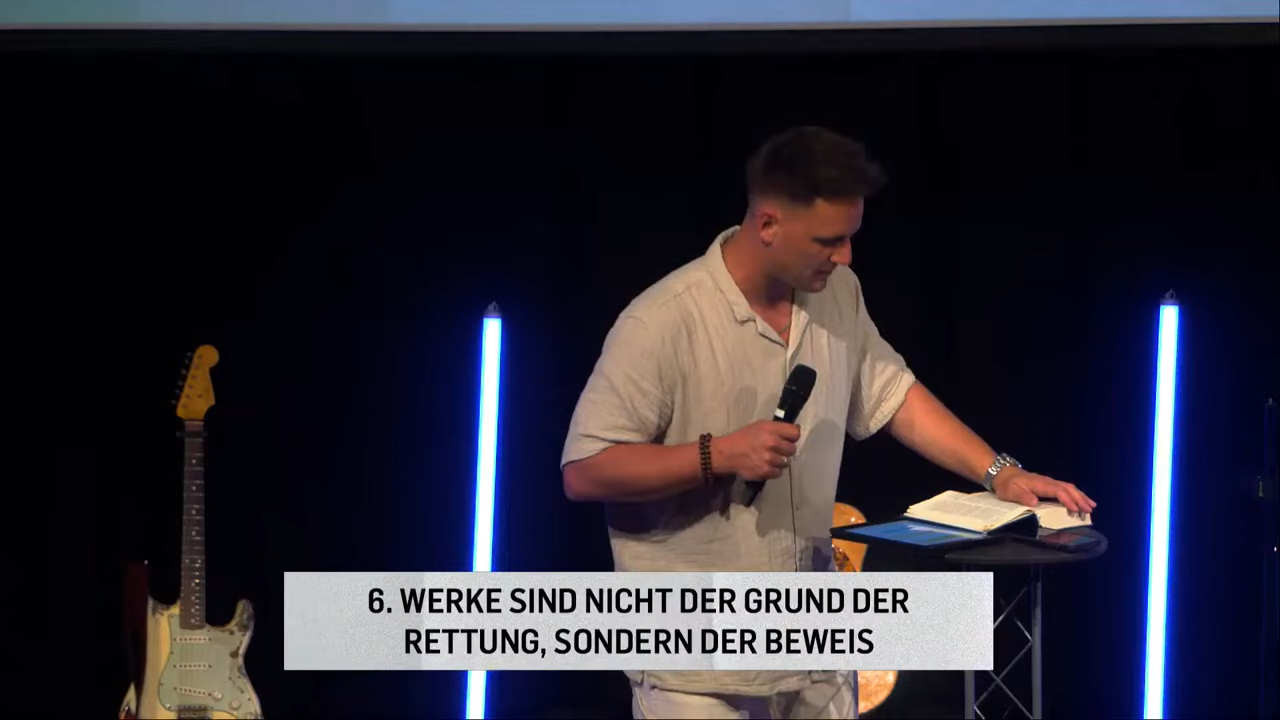 6. WERKE SIND NICHT DER GRUND DER
RETTUNG, SONDERN DER BEWEIS